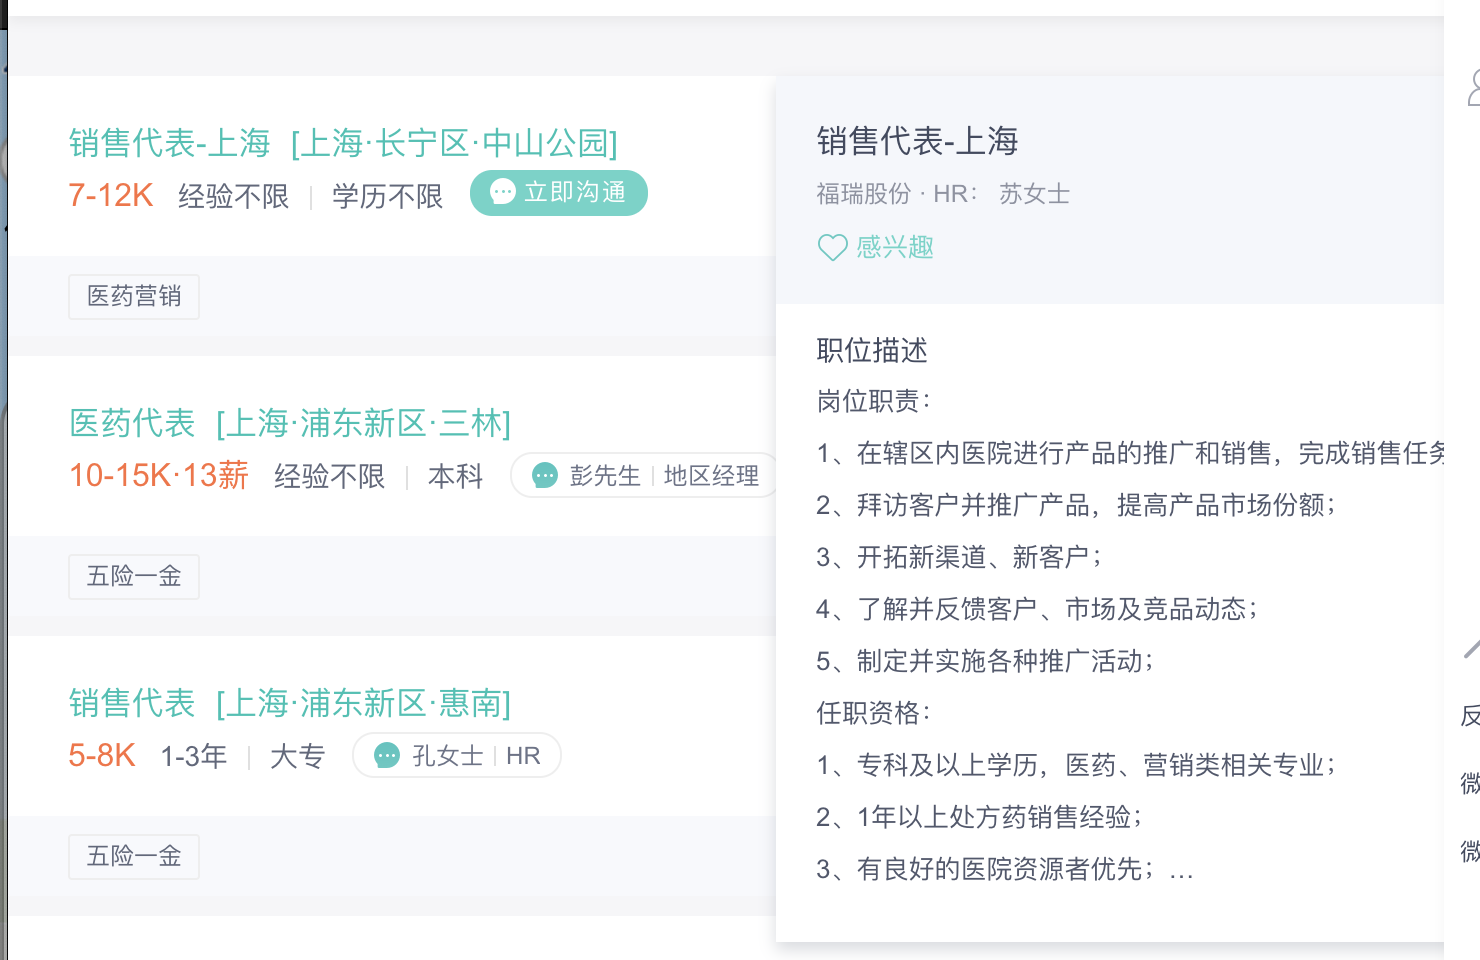 销售代表-上海 [上海·长宁区·中山公园]
7-12K 经验不限 学历不限 立即沟通
医药营销
医药代表 [上海·浦东新区·三林]
10-15K·13薪 经验不限 本科 彭先生 地区经理
五险一金
销售代表 [上海·浦东新区·惠南]
5-8K 1-3年 大专 孔女士 HR
五险一金
销售代表-上海
福瑞股份 · HR： 苏女士
感兴趣
职位描述
岗位职责：
1、在辖区内医院进行产品的推广和销售，完成销售任务
2、拜访客户并推广产品，提高产品市场份额；
3、开拓新渠道、新客户；
4、了解并反馈客户、市场及竞品动态；
5、制定并实施各种推广活动；
任职资格：
1、专科及以上学历，医药、营销类相关专业；
2、1年以上处方药销售经验；
3、有良好的医院资源者优先；...
反
微
微